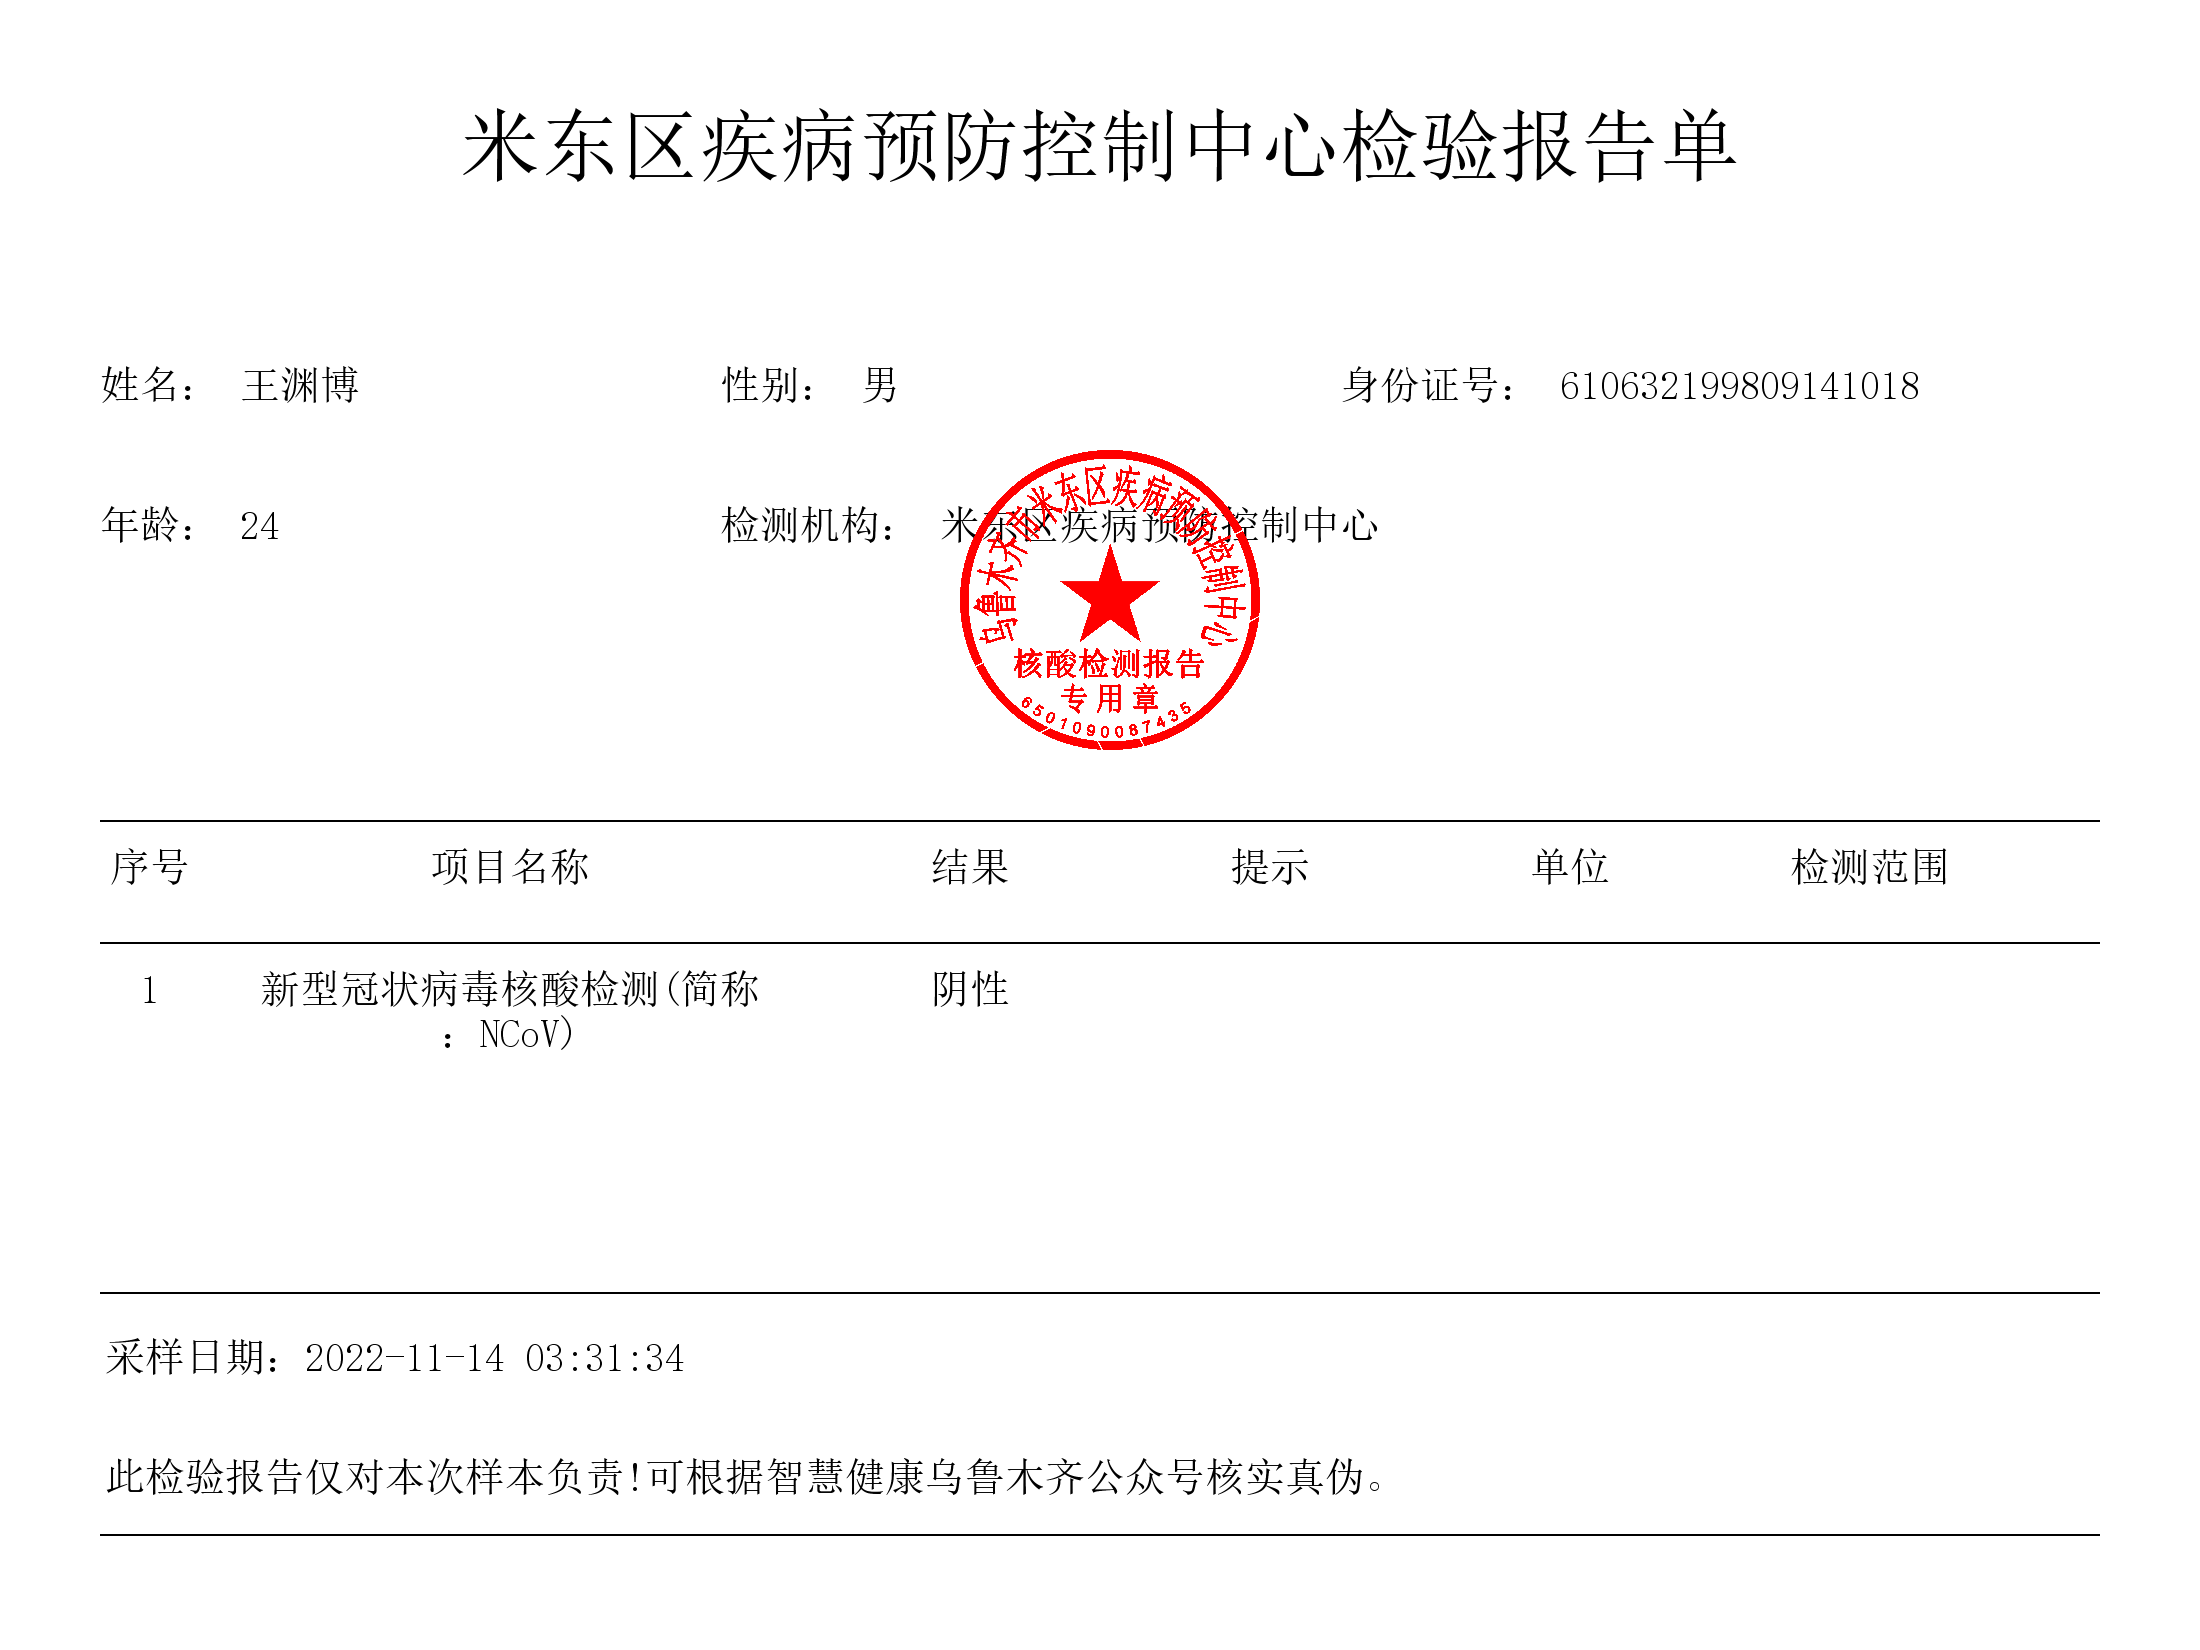 米东区疾病预防控制中心检验报告单
姓名： 王渊博 性别： 男 身份证号： 610632199809141018
年龄： 24 检测机构： 米东区疾病预防控制中心
乌鲁木齐市米东区疾病预防控制中心
核酸检测报告
专用章
6501090087435
序号 项目名称 结果 提示 单位 检测范围
1 新型冠状病毒核酸检测(简称 阴性
：NCoV)
采样日期：2022-11-14 03:31:34
此检验报告仅对本次样本负责!可根据智慧健康乌鲁木齐公众号核实真伪。